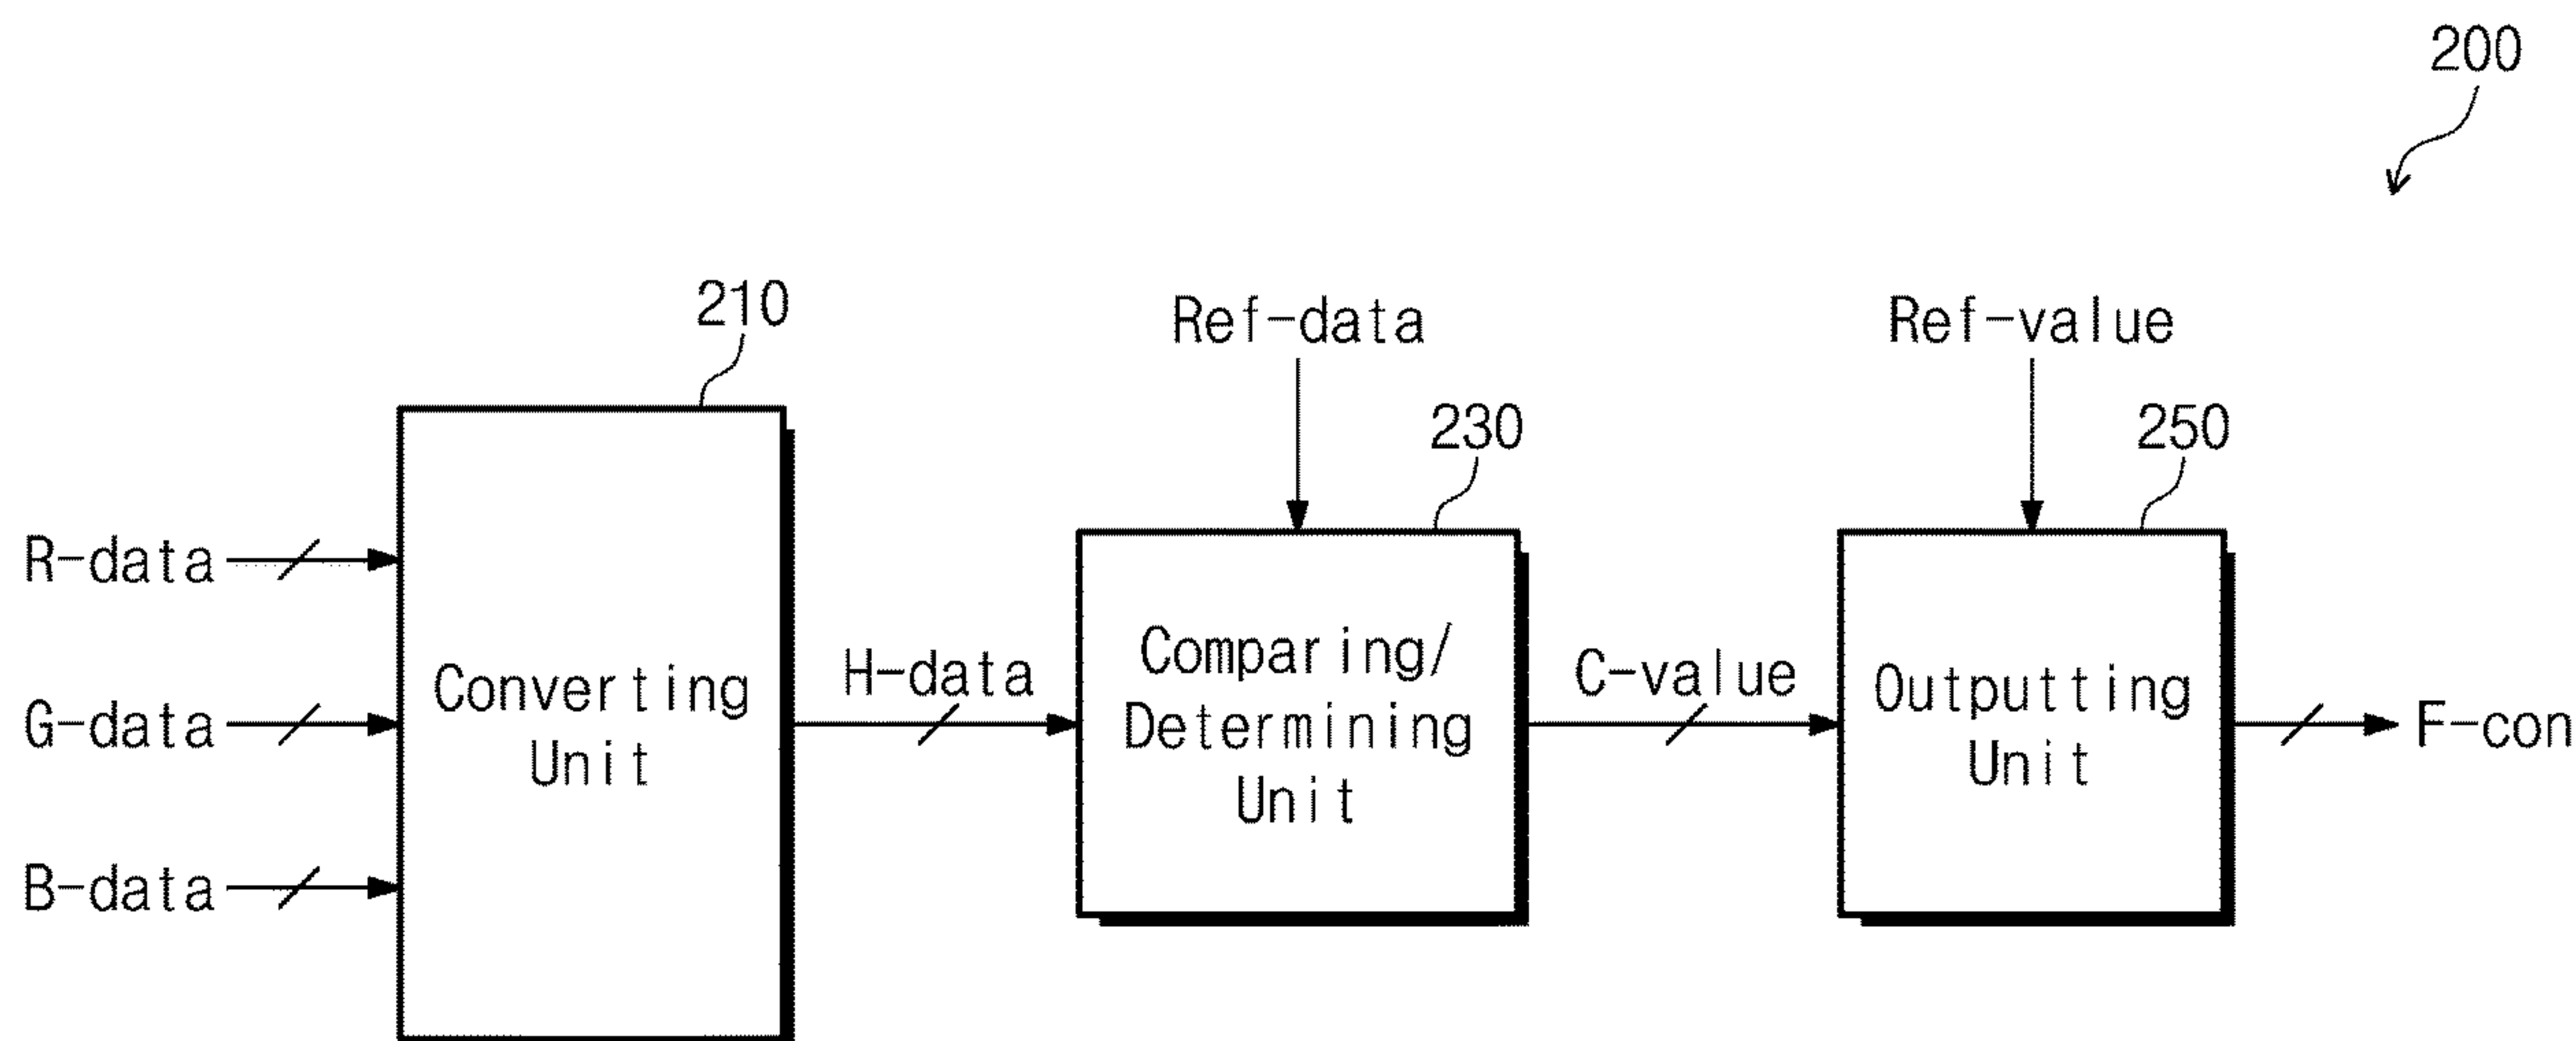 200
210
Ref-data
Ref-value
230
250
R-data
G-data
B-data
Converting
Unit
H-data
Comparing/
Determining
Unit
C-value
Outputting
Unit
F-con